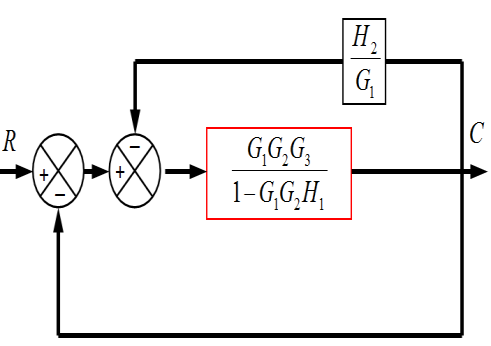 H₂
G₁
R
C
+
−
+
−
G₁G₂G₃
1−G₁G₂H₁